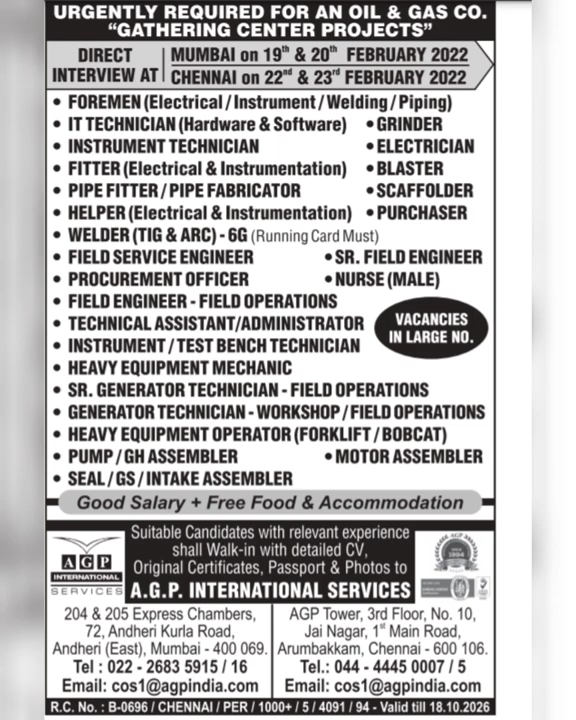 URGENTLY REQUIRED FOR AN OIL & GAS CO.
"GATHERING CENTER PROJECTS"
DIRECT INTERVIEW AT
MUMBAI on 19th & 20th FEBRUARY 2022
CHENNAI on 22nd & 23rd FEBRUARY 2022
• FOREMEN (Electrical / Instrument / Welding / Piping)
• IT TECHNICIAN (Hardware & Software) • GRINDER
• INSTRUMENT TECHNICIAN • ELECTRICIAN
• FITTER (Electrical & Instrumentation) • BLASTER
• PIPE FITTER / PIPE FABRICATOR • SCAFFOLDER
• HELPER (Electrical & Instrumentation) • PURCHASER
• WELDER (TIG & ARC) - 6G (Running Card Must)
• FIELD SERVICE ENGINEER • SR. FIELD ENGINEER
• PROCUREMENT OFFICER • NURSE (MALE)
• FIELD ENGINEER - FIELD OPERATIONS
• TECHNICAL ASSISTANT/ADMINISTRATOR
• INSTRUMENT / TEST BENCH TECHNICIAN
VACANCIES
IN LARGE NO.
• HEAVY EQUIPMENT MECHANIC
• SR. GENERATOR TECHNICIAN - FIELD OPERATIONS
• GENERATOR TECHNICIAN - WORKSHOP / FIELD OPERATIONS
• HEAVY EQUIPMENT OPERATOR (FORKLIFT / BOBCAT)
• PUMP / GH ASSEMBLER • MOTOR ASSEMBLER
• SEAL / GS / INTAKE ASSEMBLER
Good Salary + Free Food & Accommodation
AGP
INTERNATIONAL
SERVICES
Suitable Candidates with relevant experience
shall Walk-in with detailed CV,
Original Certificates, Passport & Photos to
A.G.P. INTERNATIONAL SERVICES
204 & 205 Express Chambers,
72, Andheri Kurla Road,
Andheri (East), Mumbai - 400 069.
Tel : 022 - 2683 5915 / 16
Email: cos1@agpindia.com
AGP Tower, 3rd Floor, No. 10,
Jai Nagar, 1st Main Road,
Arumbakkam, Chennai - 600 106.
Tel.: 044 - 4445 0007 / 5
Email: cos1@agpindia.com
R.C. No. : B-0696 / CHENNAI / PER / 1000+ / 5 / 4091 / 94 - Valid till 18.10.2026